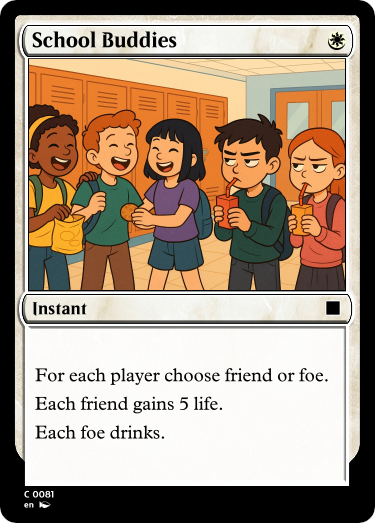 School Buddies
Instant
For each player choose friend or foe.
Each friend gains 5 life.
Each foe drinks.
C 0081
en